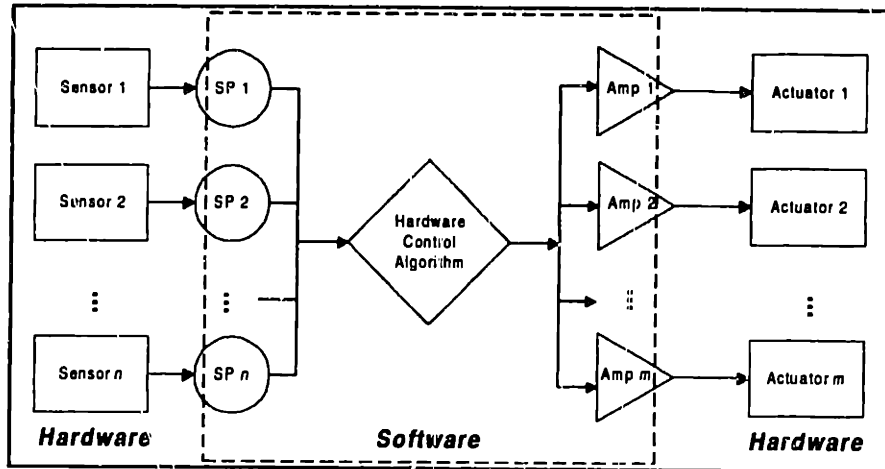 Sensor 1
SP 1
Amp 1
Actuator 1
Sensor 2
SP 2
Hardware
Control
Algorithm
Amp 2
Actuator 2
Sensor n
SP n
Amp m
Actuator m
Hardware
Software
Hardware